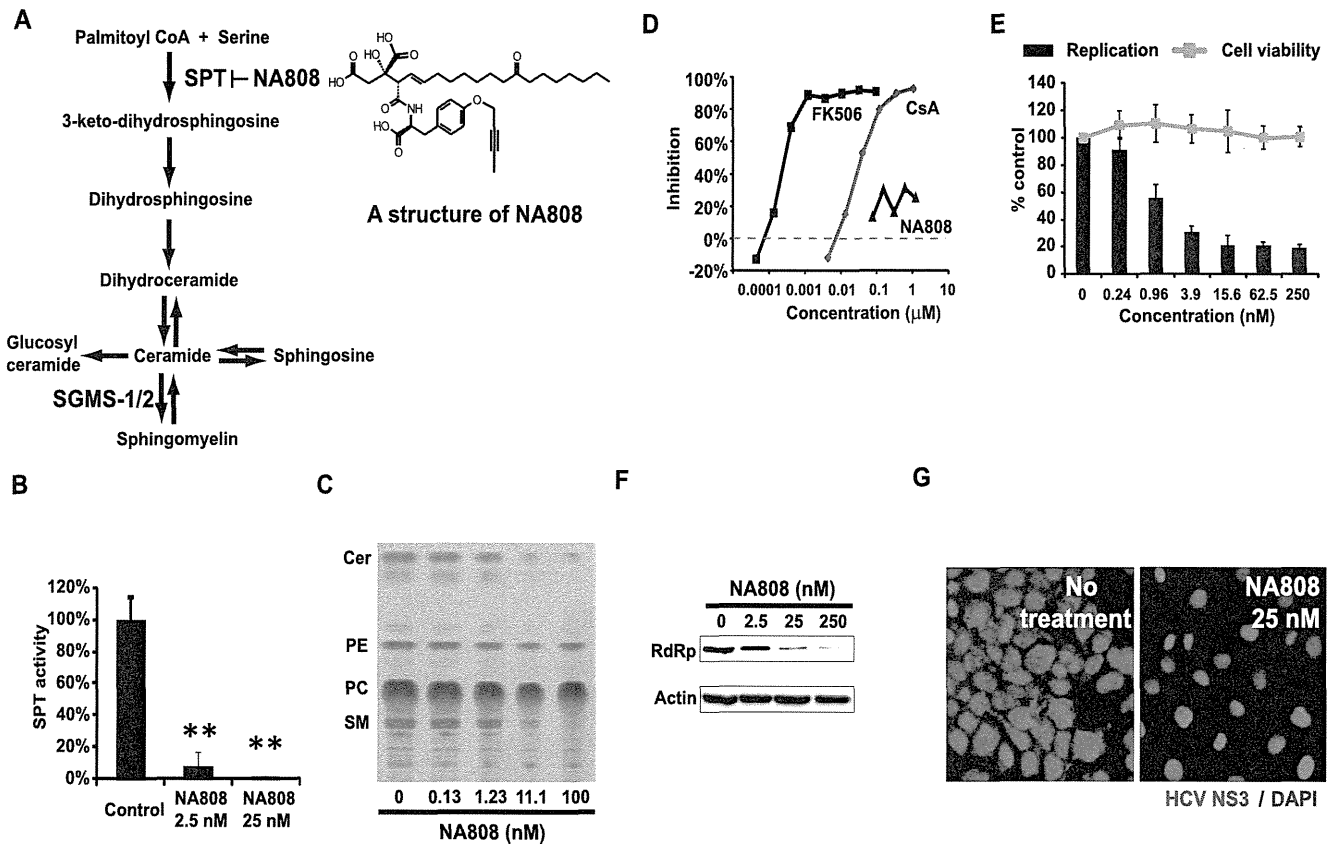 A
Palmitoyl CoA + Serine
SPT NA808
3-keto-dihydrosphingosine
Dihydrosphingosine
Dihydroceramide
Glucosyl
ceramide
Ceramide
Sphingosine
SGMS-1/2
Sphingomyelin
HO
O
HO
O
OH
O
HO
O
O
NH
HO
O
O
A structure of NA808
B
SPT activity
120%
100%
80%
60%
40%
20%
0%
**
**
Control
NA808
2.5 nM
NA808
25 nM
C
Cer
PE
PC
SM
0 0.13 1.23 11.1 100
NA808 (nM)
D
Inhibition
100%
80%
60%
40%
20%
0%
-20%
FK506
CsA
NA808
0.0001 0.001 0.01 0.1 1 10
Concentration (μM)
E
Replication Cell viability
% control
140
120
100
80
60
40
20
0
0 0.24 0.96 3.9 15.6 62.5 250
Concentration (nM)
F
NA808 (nM)
0 2.5 25 250
RdRp
Actin
G
No
treatment
NA808
25 nM
HCV NS3 / DAPI